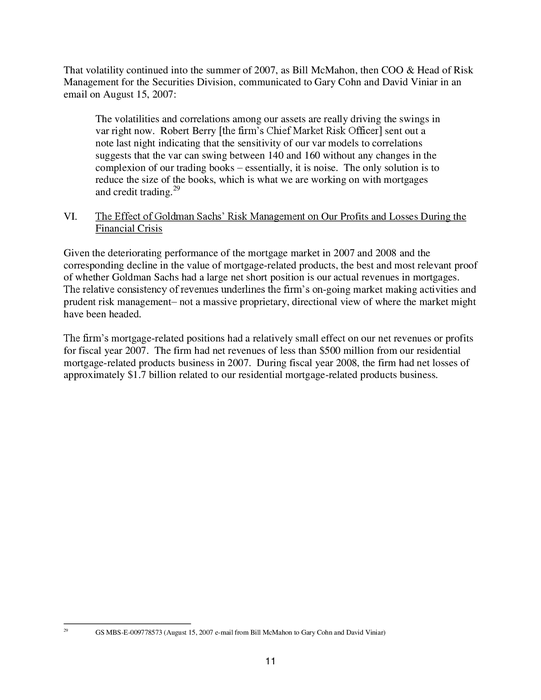 That volatility continued into the summer of 2007, as Bill McMahon, then COO & Head of Risk
Management for the Securities Division, communicated to Gary Cohn and David Viniar in an
email on August 15, 2007:
The volatilities and correlations among our assets are really driving the swings in
var right now. Robert Berry [the firm's Chief Market Risk Officer] sent out a
note last night indicating that the sensitivity of our var models to correlations
suggests that the var can swing between 140 and 160 without any changes in the
complexion of our trading books – essentially, it is noise. The only solution is to
reduce the size of the books, which is what we are working on with mortgages
and credit trading.29
VI. The Effect of Goldman Sachs' Risk Management on Our Profits and Losses During the
Financial Crisis
Given the deteriorating performance of the mortgage market in 2007 and 2008 and the
corresponding decline in the value of mortgage-related products, the best and most relevant proof
of whether Goldman Sachs had a large net short position is our actual revenues in mortgages.
The relative consistency of revenues underlines the firm's on-going market making activities and
prudent risk management– not a massive proprietary, directional view of where the market might
have been headed.
The firm's mortgage-related positions had a relatively small effect on our net revenues or profits
for fiscal year 2007. The firm had net revenues of less than $500 million from our residential
mortgage-related products business in 2007. During fiscal year 2008, the firm had net losses of
approximately $1.7 billion related to our residential mortgage-related products business.
29 GS MBS-E-009778573 (August 15, 2007 e-mail from Bill McMahon to Gary Cohn and David Viniar)
11